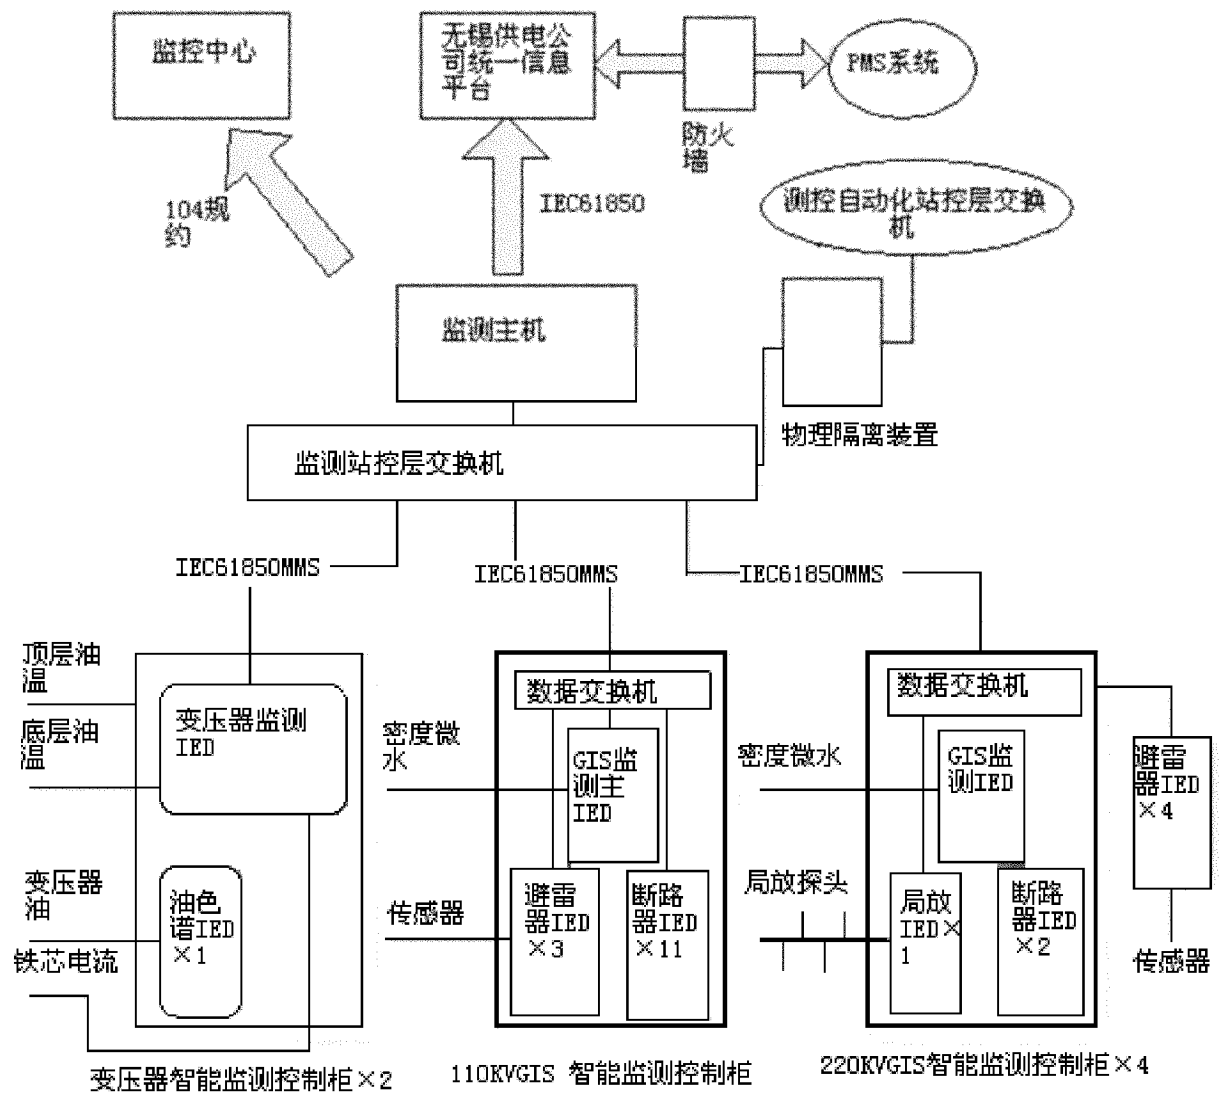 监控中心
无锡供电公
司统一信息
平台
PMS系统
防火
墙
104规
约
IEC61850
测控自动化站控层交换
机
监测主机
物理隔离装置
监测站控层交换机
IEC61850MMS
IEC61850MMS
IEC61850MMS
顶层油
温
底层油
温
变压器监测
IED
变压器
油
油色
谱IED
×1
铁芯电流
变压器智能监测控制柜×2
数据交换机
密度微
水
GIS监
测主
IED
传感器
避雷
器IED
×3
断路
器IED
×11
110KVGIS 智能监测控制柜
数据交换机
密度微水
GIS监
测IED
避雷
器IED
×4
局放探头
局放
IED×
1
断路
器IED
×2
传感器
220KVGIS智能监测控制柜×4